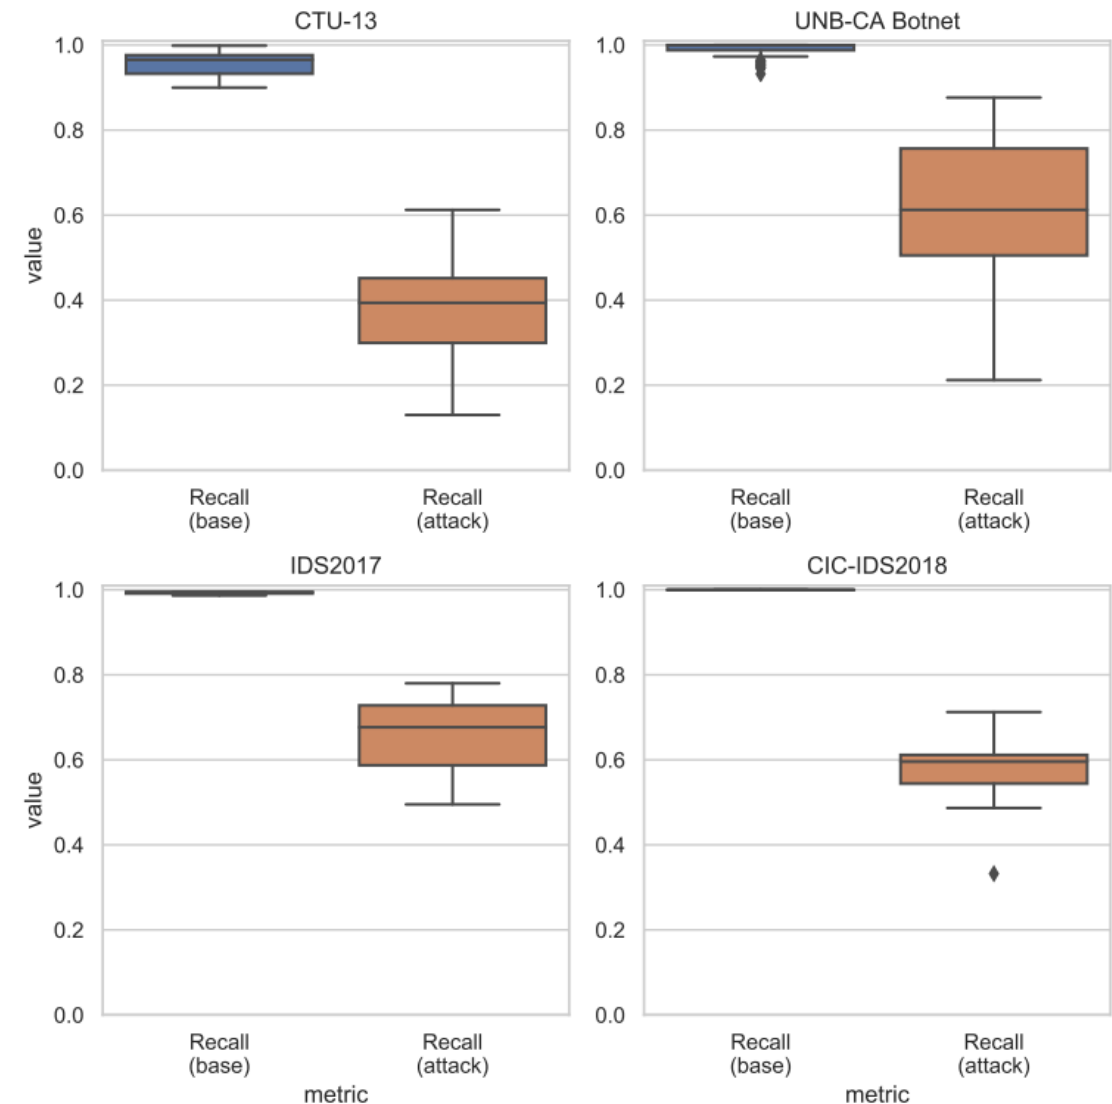 CTU-13
UNB-CA Botnet
1.0
0.8
0.6
0.4
0.2
0.0
value
Recall
(base)
Recall
(attack)
1.0
0.8
0.6
0.4
0.2
0.0
Recall
(base)
Recall
(attack)
IDS2017
CIC-IDS2018
1.0
0.8
0.6
0.4
0.2
0.0
value
Recall
(base)
Recall
(attack)
metric
1.0
0.8
0.6
0.4
0.2
0.0
Recall
(base)
Recall
(attack)
metric